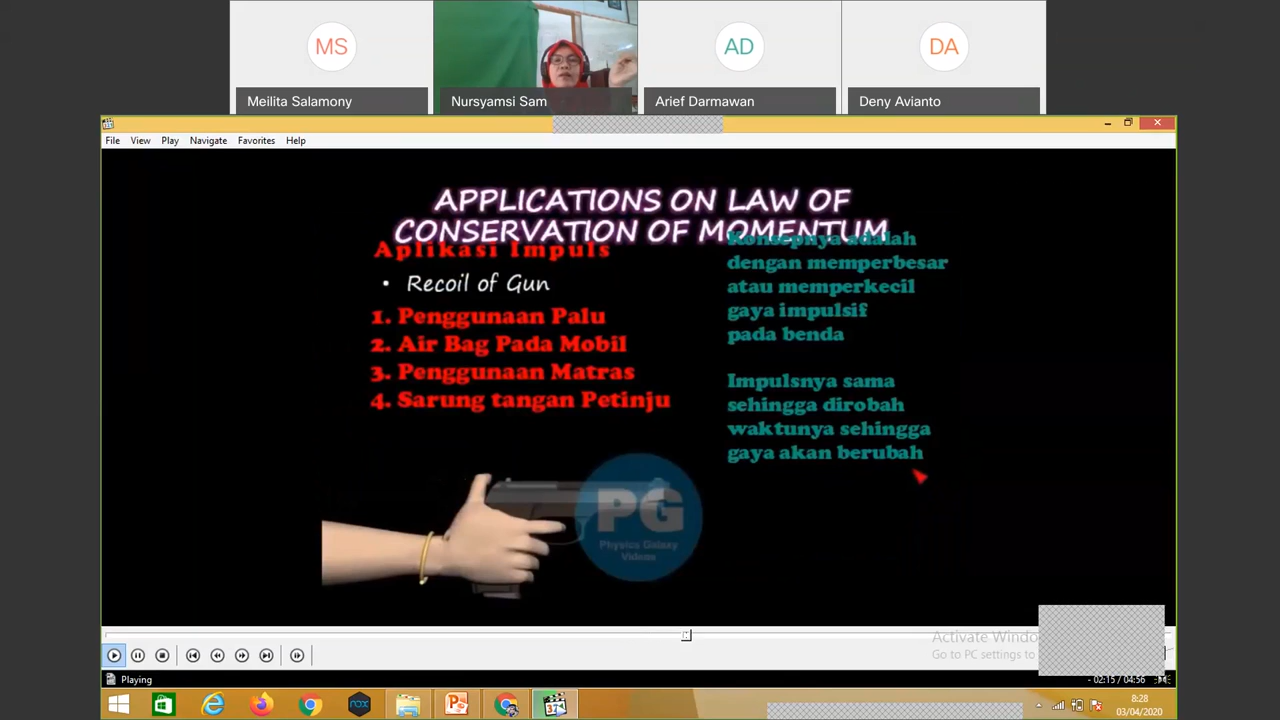 MS
AD
DA
Meilita Salamony
Nursyamsi Sam
Arief Darmawan
Deny Avianto
File View Play Navigate Favorites Help
APPLICATIONS ON LAW OF
CONSERVATION OF MOMENTUM
Aplikasi Impuls
• Recoil of Gun
1. Penggunaan Palu
2. Air Bag Pada Mobil
3. Penggunaan Matras
4. Sarung tangan Petinju
Konsepnya adalah
dengan memperbesar
atau memperkecil
gaya impulsif
pada benda
Impulsnya sama
sehingga dirobah
waktunya sehingga
gaya akan berubah
PG
Physics Galaxy
Videos
Activate Windo
Go to PC settings to
Playing
02:15 / 04:56
nox
8:28
03/04/2020